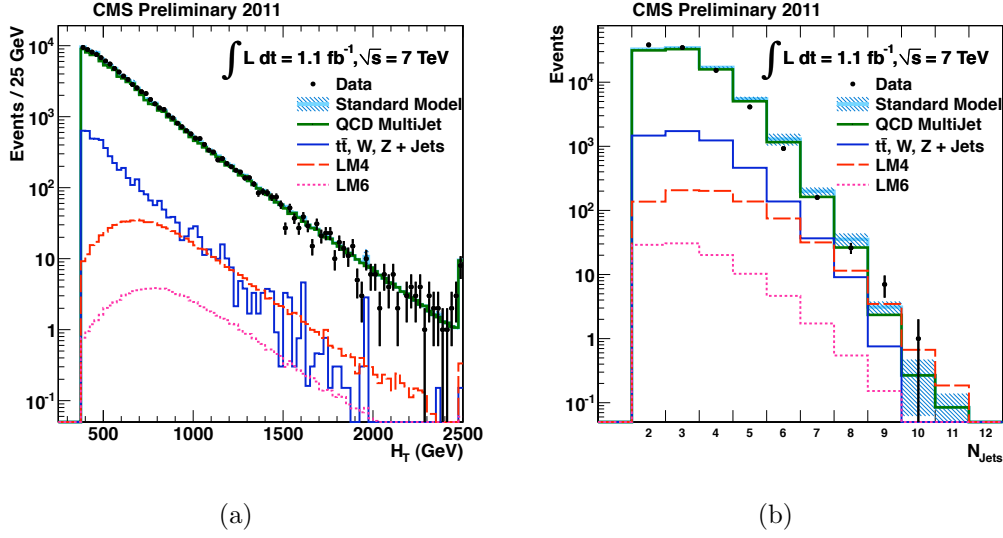 CMS Preliminary 2011
Events / 25 GeV
∫ L dt = 1.1 fb⁻¹, √s = 7 TeV
Data
Standard Model
QCD MultiJet
tt̄, W, Z + Jets
LM4
LM6
10⁴
10³
10²
10
1
10⁻¹
500 1000 1500 2000 2500
H_T (GeV)
(a)
CMS Preliminary 2011
Events
∫ L dt = 1.1 fb⁻¹, √s = 7 TeV
Data
Standard Model
QCD MultiJet
tt̄, W, Z + Jets
LM4
LM6
10⁴
10³
10²
10
1
10⁻¹
2 3 4 5 6 7 8 9 10 11 12
N_Jets
(b)